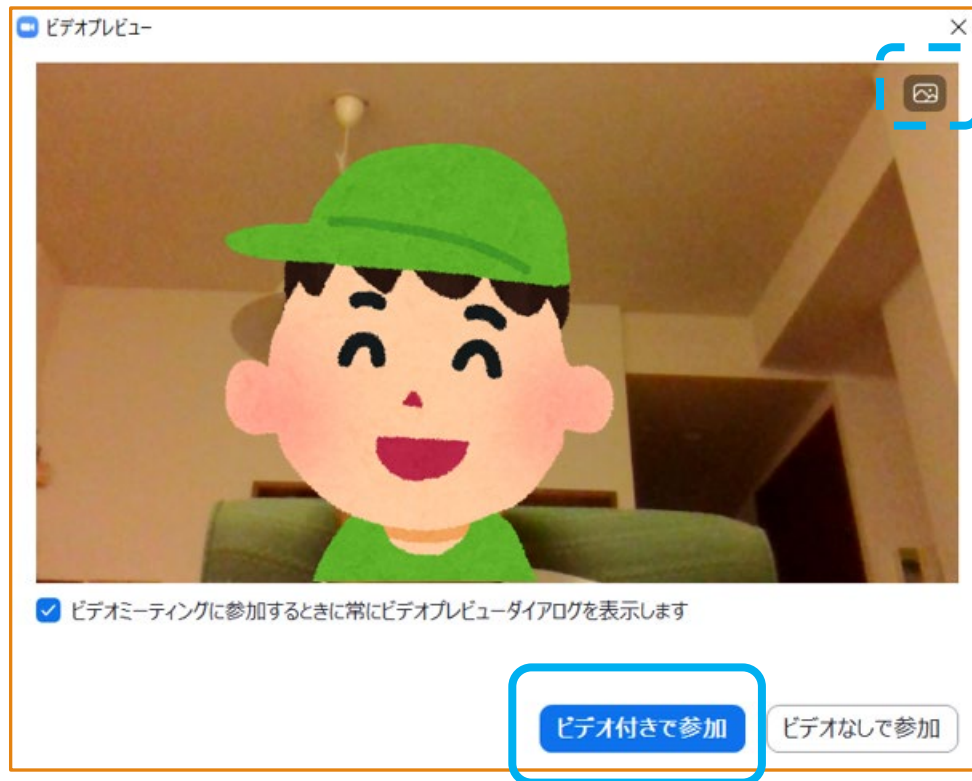 ビデオプレビュー
ビデオミーティングに参加するときに常にビデオプレビューダイアログを表示します
ビデオ付きで参加
ビデオなしで参加